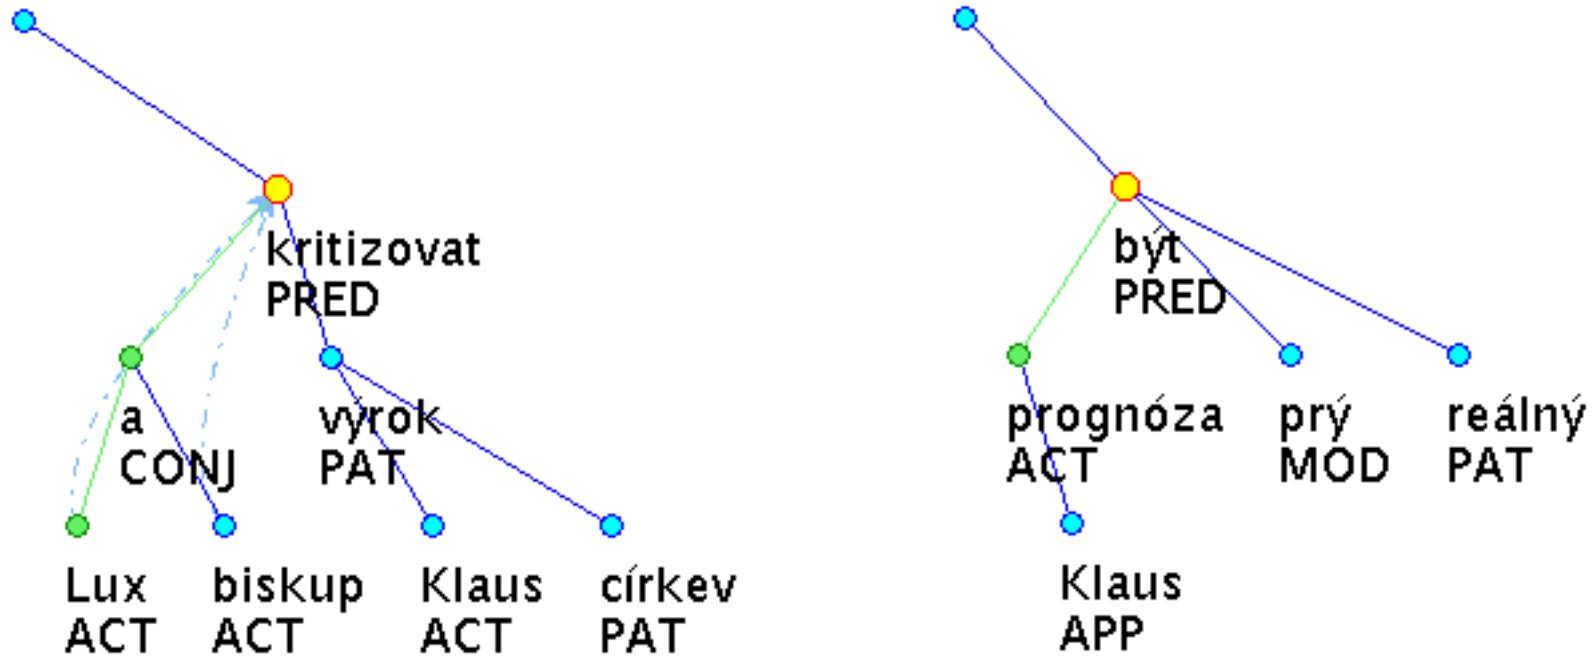 kritizovat
PRED
a
CONJ
výrok
PAT
Lux
ACT
biskup
ACT
Klaus
ACT
církev
PAT
být
PRED
prognóza
ACT
prý
MOD
reálný
PAT
Klaus
APP